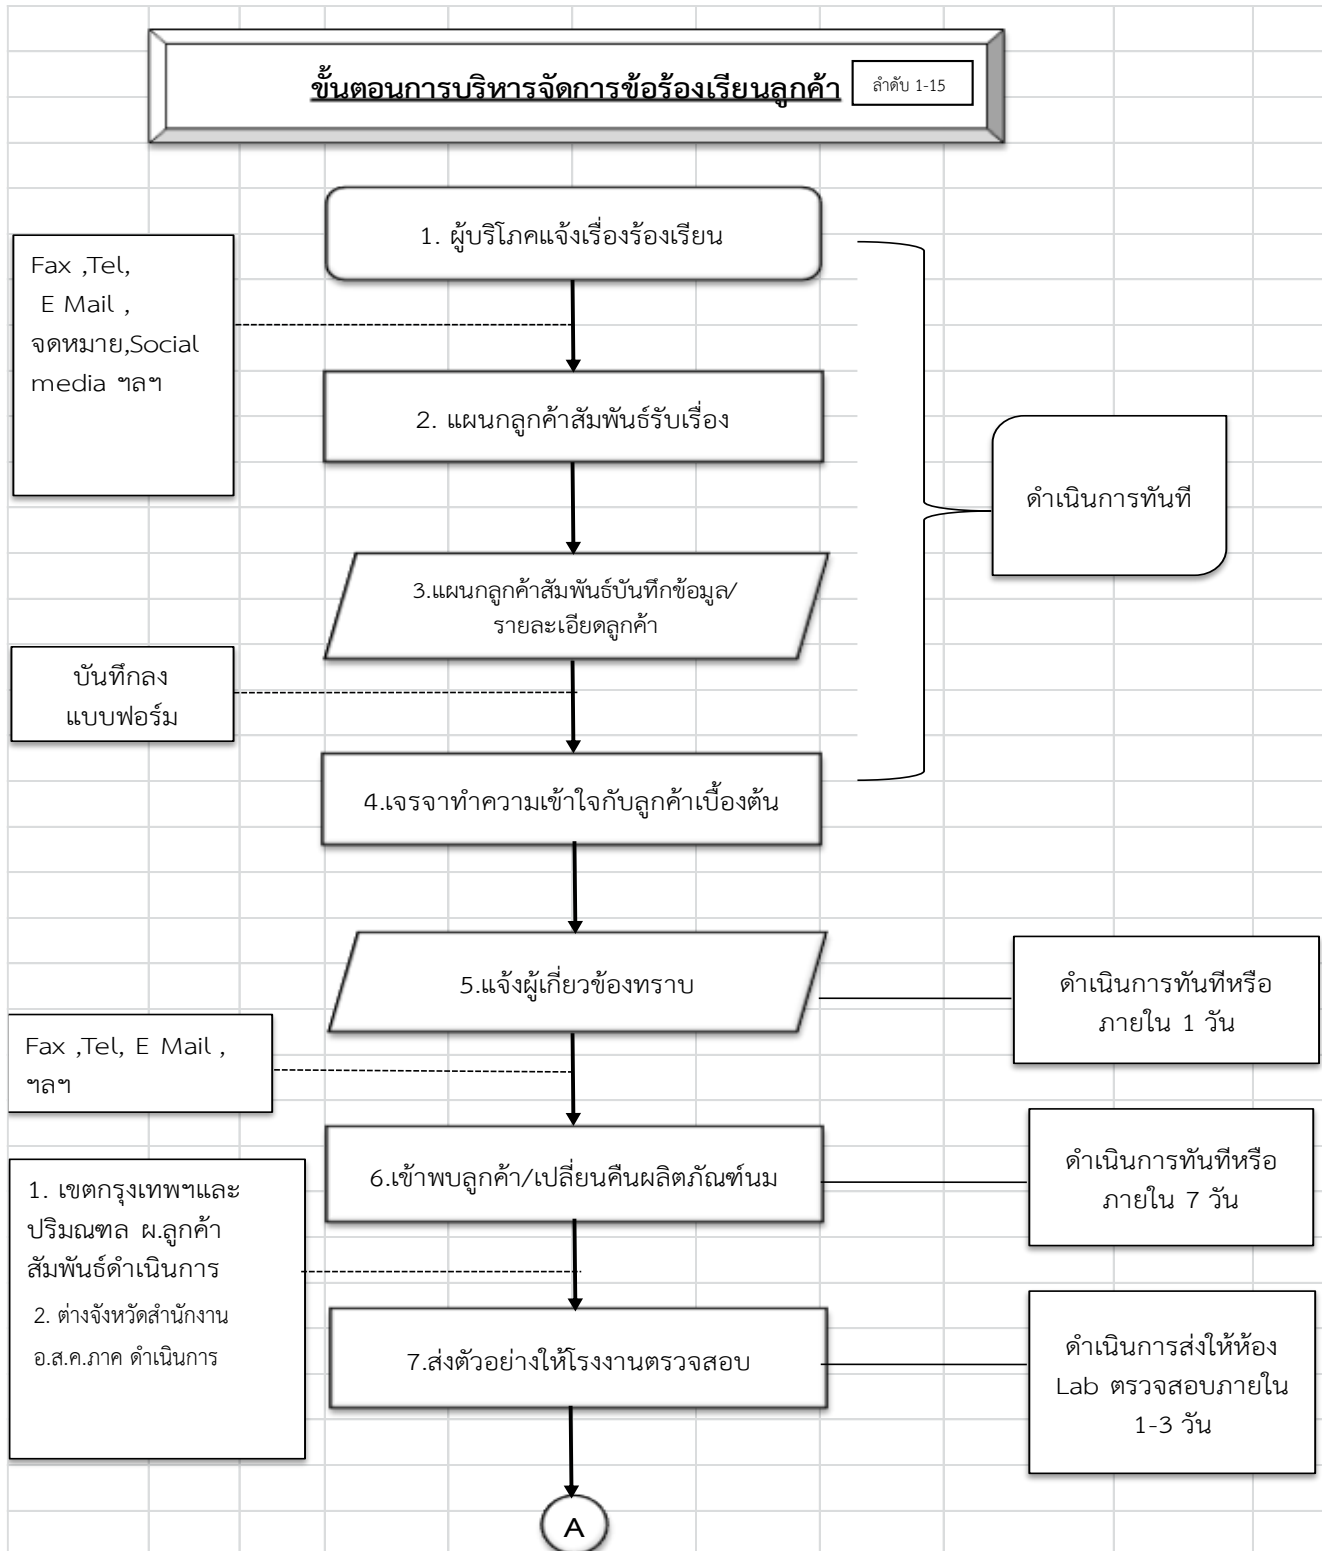 ขั้นตอนการบริหารจัดการข้อร้องเรียนลูกค้า
ลำดับ 1-15
1. ผู้บริโภคแจ้งเรื่องร้องเรียน
Fax ,Tel,
E Mail ,
จดหมาย,Social
media ฯลฯ
2. แผนกลูกค้าสัมพันธ์รับเรื่อง
ดำเนินการทันที
3.แผนกลูกค้าสัมพันธ์บันทึกข้อมูล/
รายละเอียดลูกค้า
บันทึกลง
แบบฟอร์ม
4.เจรจาทำความเข้าใจกับลูกค้าเบื้องต้น
5.แจ้งผู้เกี่ยวข้องทราบ
ดำเนินการทันทีหรือ
ภายใน 1 วัน
Fax ,Tel, E Mail ,
ฯลฯ
6.เข้าพบลูกค้า/เปลี่ยนคืนผลิตภัณฑ์นม
ดำเนินการทันทีหรือ
ภายใน 7 วัน
1. เขตกรุงเทพฯและ
ปริมณฑล ผ.ลูกค้า
สัมพันธ์ดำเนินการ
2. ต่างจังหวัดสำนักงาน
อ.ส.ค.ภาค ดำเนินการ
7.ส่งตัวอย่างให้โรงงานตรวจสอบ
ดำเนินการส่งให้ห้อง
Lab ตรวจสอบภายใน
1-3 วัน
A